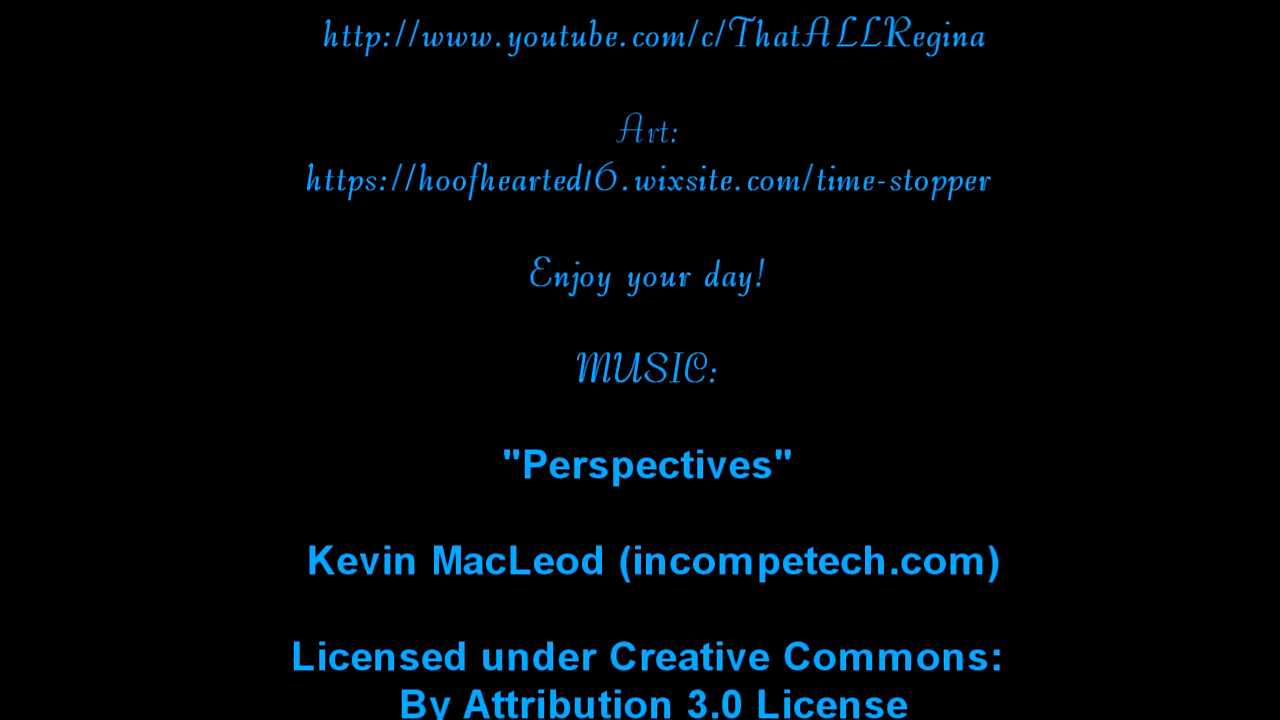 http://www.youtube.com/c/ThatALLRegina
Art:
https://hoofhearted16.wixsite.com/time-stopper
Enjoy your day!
MUSIC:
"Perspectives"
Kevin MacLeod (incompetech.com)
Licensed under Creative Commons:
By Attribution 3.0 License